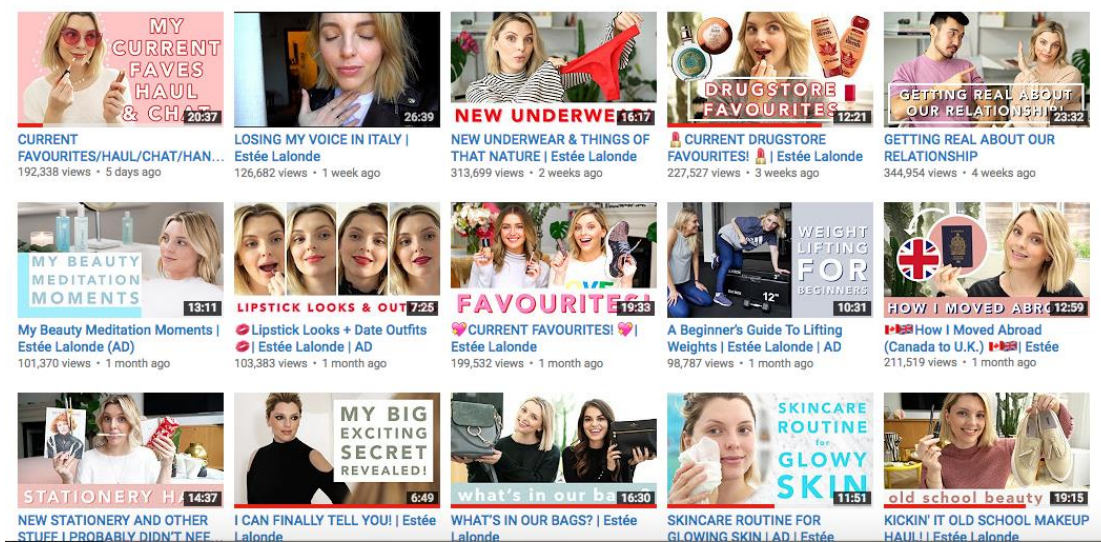 MY
CURRENT
FAVES
HAUL
& CHAT
20:37
CURRENT
FAVOURITES/HAUL/CHAT/HAN...
192,338 views • 5 days ago
26:39
LOSING MY VOICE IN ITALY |
Estée Lalonde
126,682 views • 1 week ago
NEW UNDERWE
16:17
NEW UNDERWEAR & THINGS OF
THAT NATURE | Estée Lalonde
313,699 views • 2 weeks ago
DRUGSTORE
FAVOURITES
12:21
💄CURRENT DRUGSTORE
FAVOURITES! 💄 | Estée Lalonde
227,527 views • 3 weeks ago
GETTING REAL ABOUT
OUR RELATIONSHIP
23:32
GETTING REAL ABOUT OUR
RELATIONSHIP
344,954 views • 4 weeks ago
MY BEAUTY
MEDITATION
MOMENTS
13:11
My Beauty Meditation Moments |
Estée Lalonde (AD)
101,370 views • 1 month ago
LIPSTICK LOOKS & OUT
7:25
💋Lipstick Looks + Date Outfits
💋| Estée Lalonde | AD
103,383 views • 1 month ago
FAVOURITES!
19:33
💖CURRENT FAVOURITES! 💖|
Estée Lalonde
199,532 views • 1 month ago
WEIGHT
LIFTING
FOR
BEGINNERS
12"
10:31
A Beginner's Guide To Lifting
Weights | Estée Lalonde | AD
98,787 views • 1 month ago
HOW I MOVED ABRO
12:59
🇨🇦🇬🇧How I Moved Abroad
(Canada to U.K.) 🇨🇦🇬🇧| Estée
211,519 views • 1 month ago
STATIONERY HA
14:37
NEW STATIONERY AND OTHER
STUFF I PROBABLY DIDN'T NEE...
MY BIG
EXCITING
SECRET
REVEALED!
6:49
I CAN FINALLY TELL YOU! | Estée
Lalonde
what's in our ba
16:30
WHAT'S IN OUR BAGS? | Estée
Lalonde
SKINCARE
ROUTINE
for
GLOWY
SKIN
11:51
SKINCARE ROUTINE FOR
GLOWING SKIN | AD | Estée
old school beauty
19:15
KICKIN' IT OLD SCHOOL MAKEUP
HAUL! | Estée Lalonde